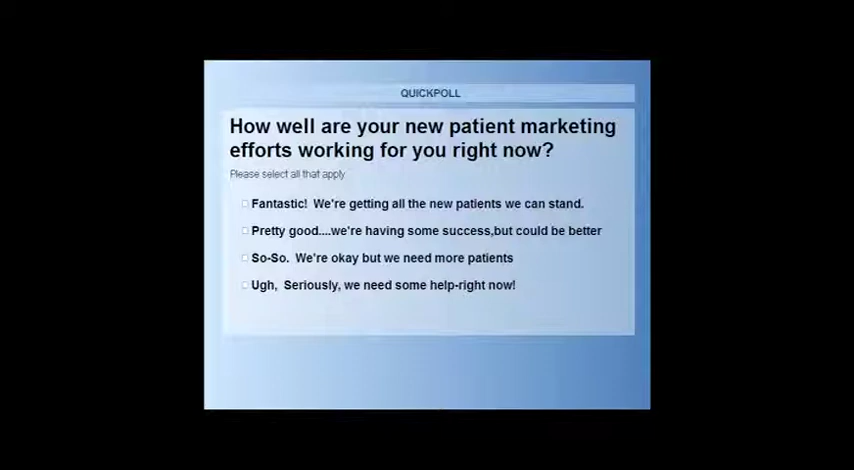 QUICKPOLL
How well are your new patient marketing
efforts working for you right now?
Please select all that apply
Fantastic!  We're getting all the new patients we can stand.
Pretty good....we're having some success,but could be better
So-So.  We're okay but we need more patients
Ugh,  Seriously, we need some help-right now!